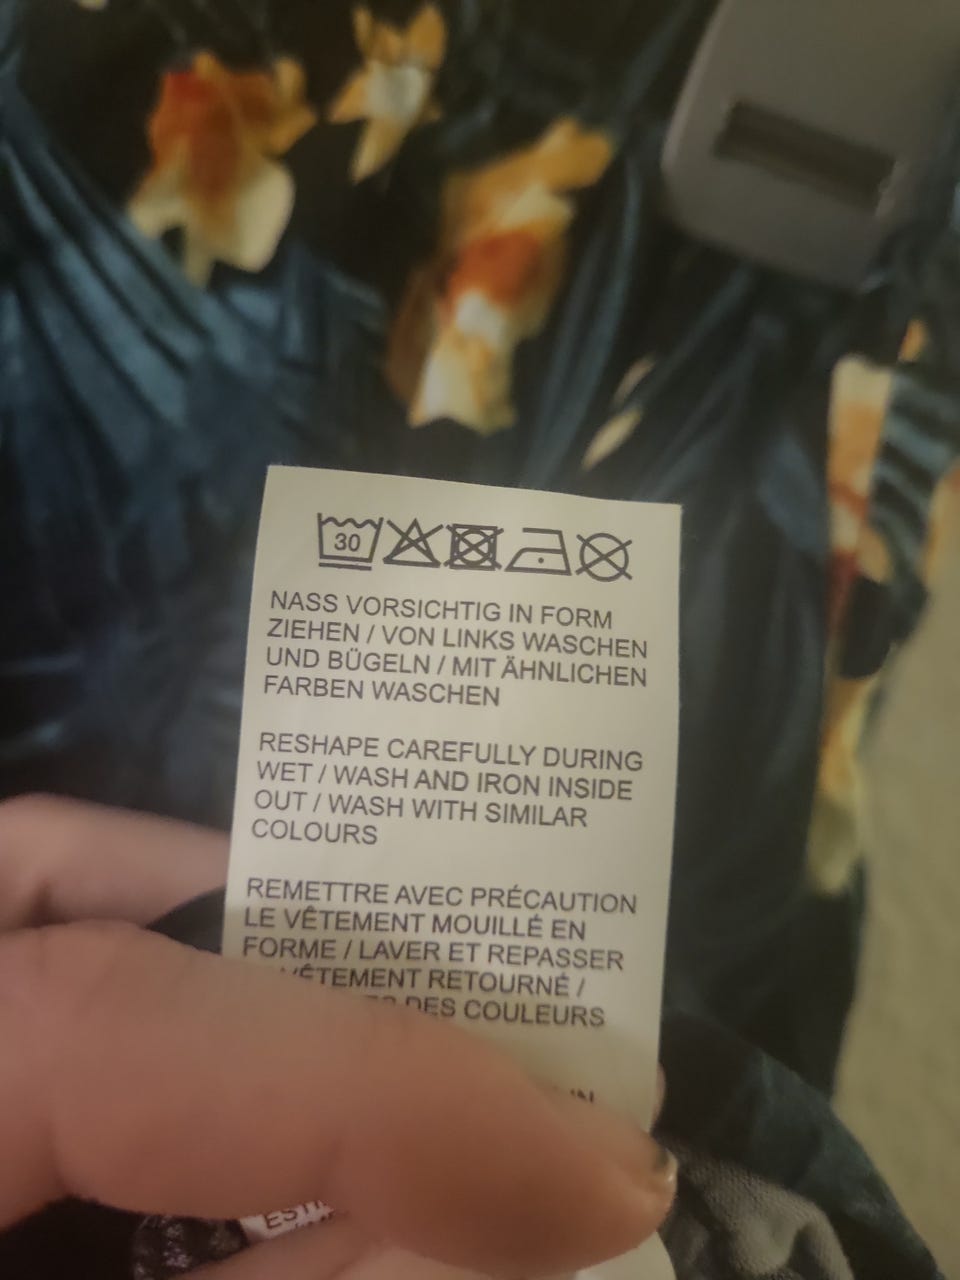 30
NASS VORSICHTIG IN FORM
ZIEHEN / VON LINKS WASCHEN
UND BÜGELN / MIT ÄHNLICHEN
FARBEN WASCHEN
RESHAPE CAREFULLY DURING
WET / WASH AND IRON INSIDE
OUT / WASH WITH SIMILAR
COLOURS
REMETTRE AVEC PRÉCAUTION
LE VÊTEMENT MOUILLÉ EN
FORME / LAVER ET REPASSER
VÊTEMENT RETOURNÉ /
DES COULEURS